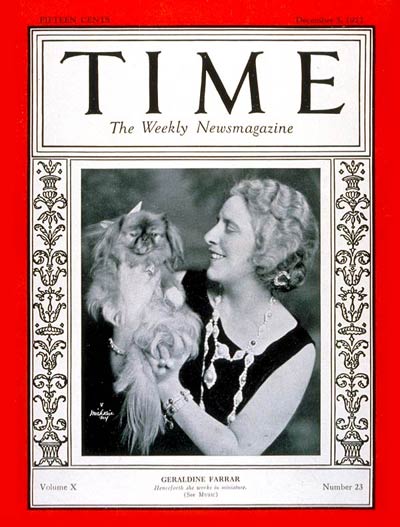 FIFTEEN CENTS
December 5, 1927
TIME
The Weekly Newsmagazine
GERALDINE FARRAR
Volume X
Henceforth she works in miniature.
Number 23
(See MUSIC)